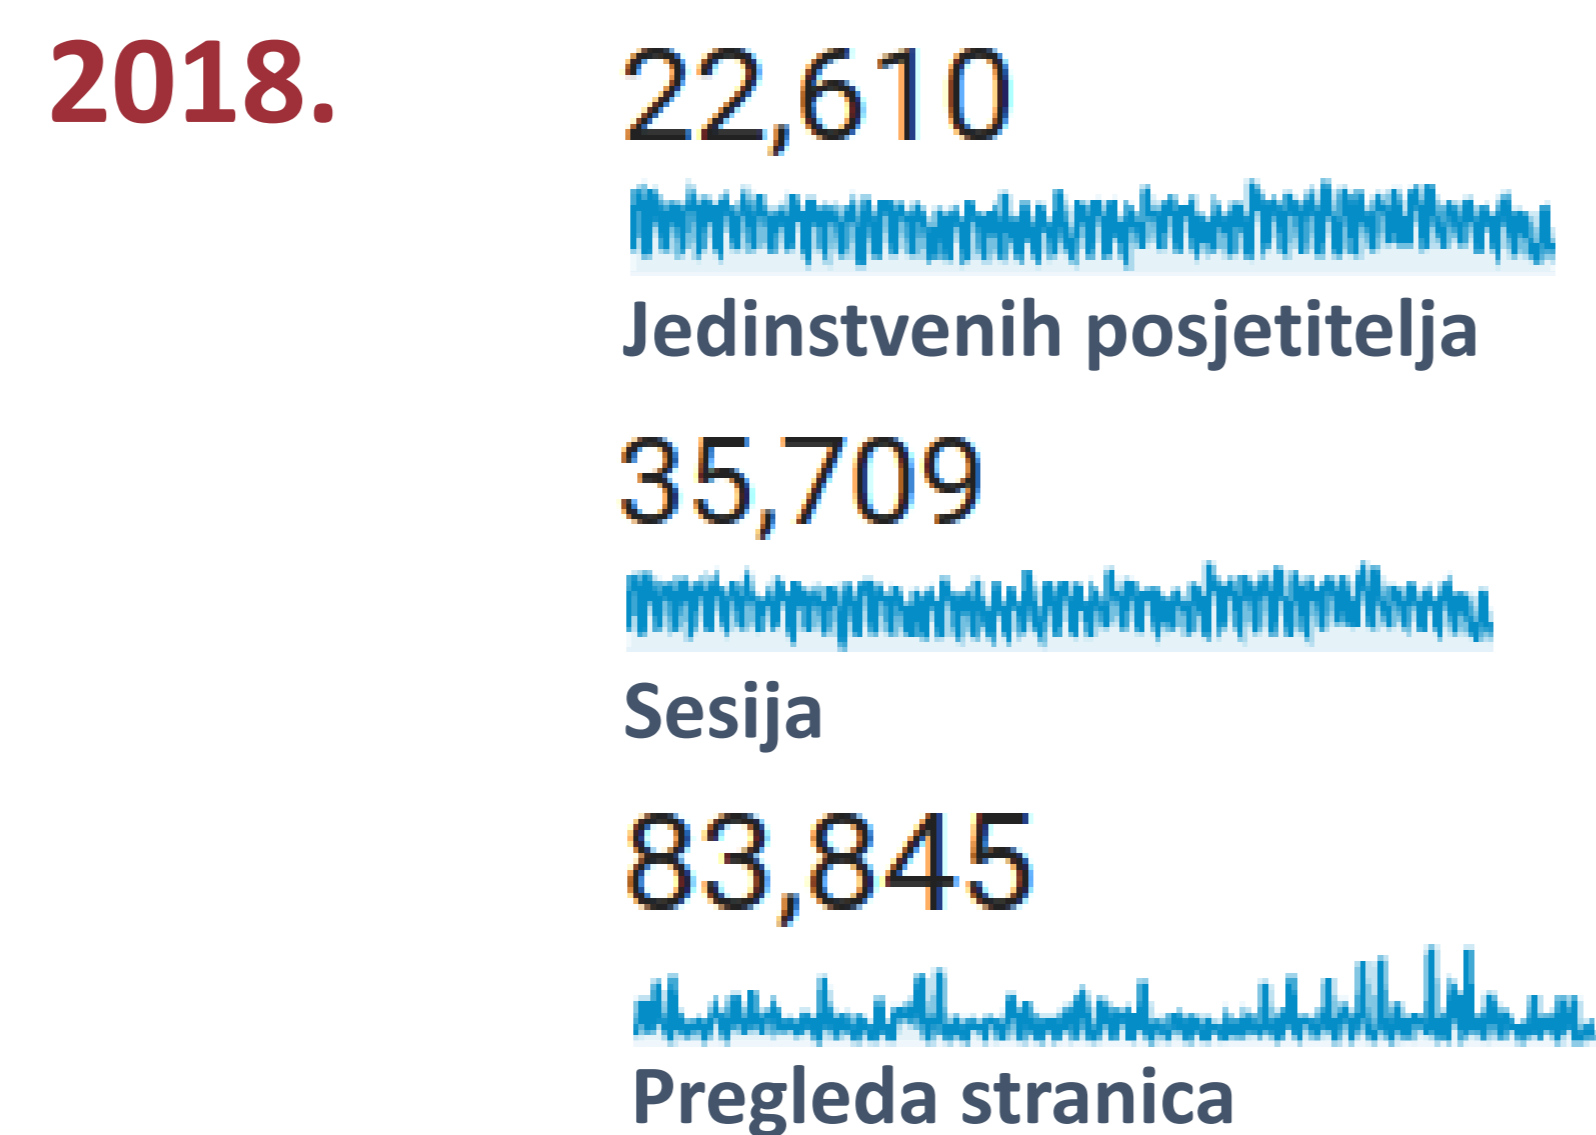 2018.
22,610
Jedinstvenih posjetitelja
35,709
Sesija
83,845
Pregleda stranica